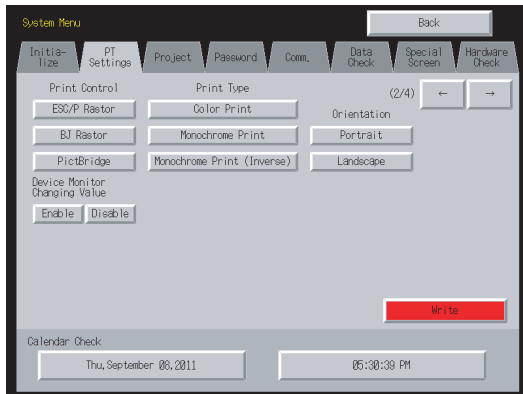 System Menu
Back
Initia-
lize
PT
Settings
Project
Password
Comm.
Data
Check
Special
Screen
Hardware
Check
Print Control
Print Type
(2/4)
←
→
ESC/P Rastor
Color Print
Orientation
BJ Rastor
Monochrome Print
Portrait
PictBridge
Monochrome Print (Inverse)
Landscape
Device Monitor
Changing Value
Enable
Disable
Write
Calendar Check
Thu,September 08,2011
05:30:39 PM